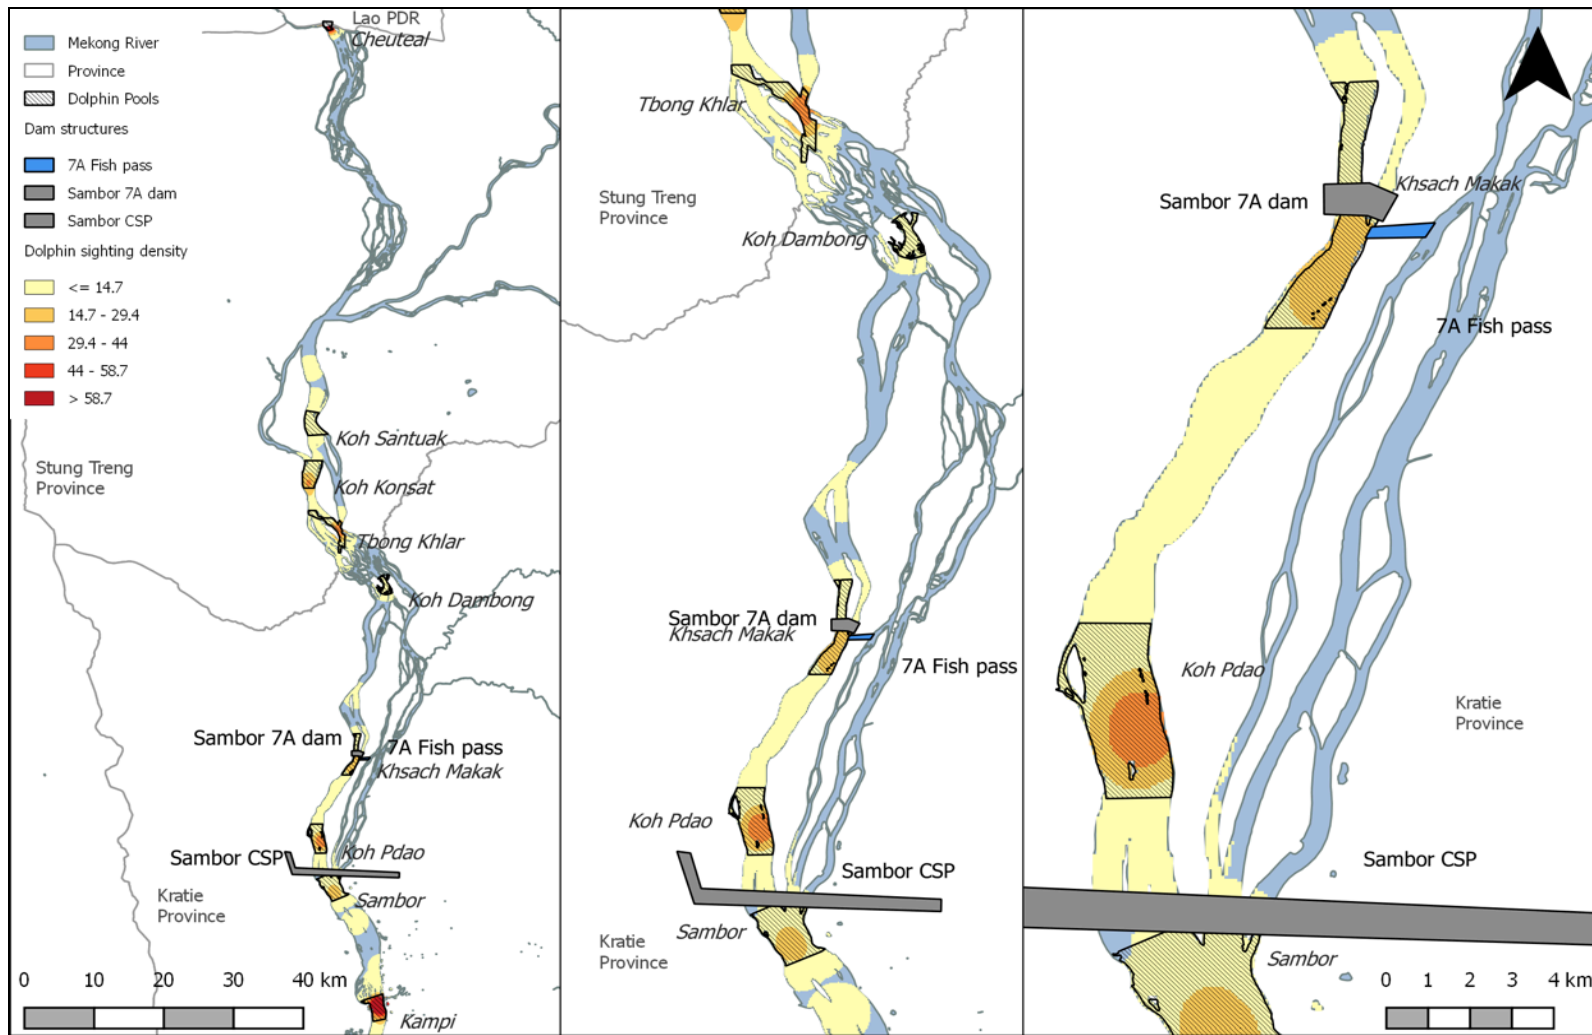 Mekong River
Province
Dolphin Pools
Dam structures
7A Fish pass
Sambor 7A dam
Sambor CSP
Dolphin sighting density
<= 14.7
14.7 - 29.4
29.4 - 44
44 - 58.7
> 58.7
Lao PDR
Cheuteal
Koh Santuak
Stung Treng
Province
Koh Konsat
Tbong Khlar
Koh Dambong
Sambor 7A dam
7A Fish pass
Khsach Makak
Sambor CSP
Koh Pdao
Kratie
Province
Sambor
0 10 20 30 40 km
Kampi
Tbong Khlar
Stung Treng
Province
Koh Dambong
Sambor 7A dam
Khsach Makak
7A Fish pass
Koh Pdao
Sambor CSP
Sambor
Kratie
Province
Khsach Makak
Sambor 7A dam
7A Fish pass
Koh Pdao
Kratie
Province
Sambor CSP
Sambor
0 1 2 3 4 km